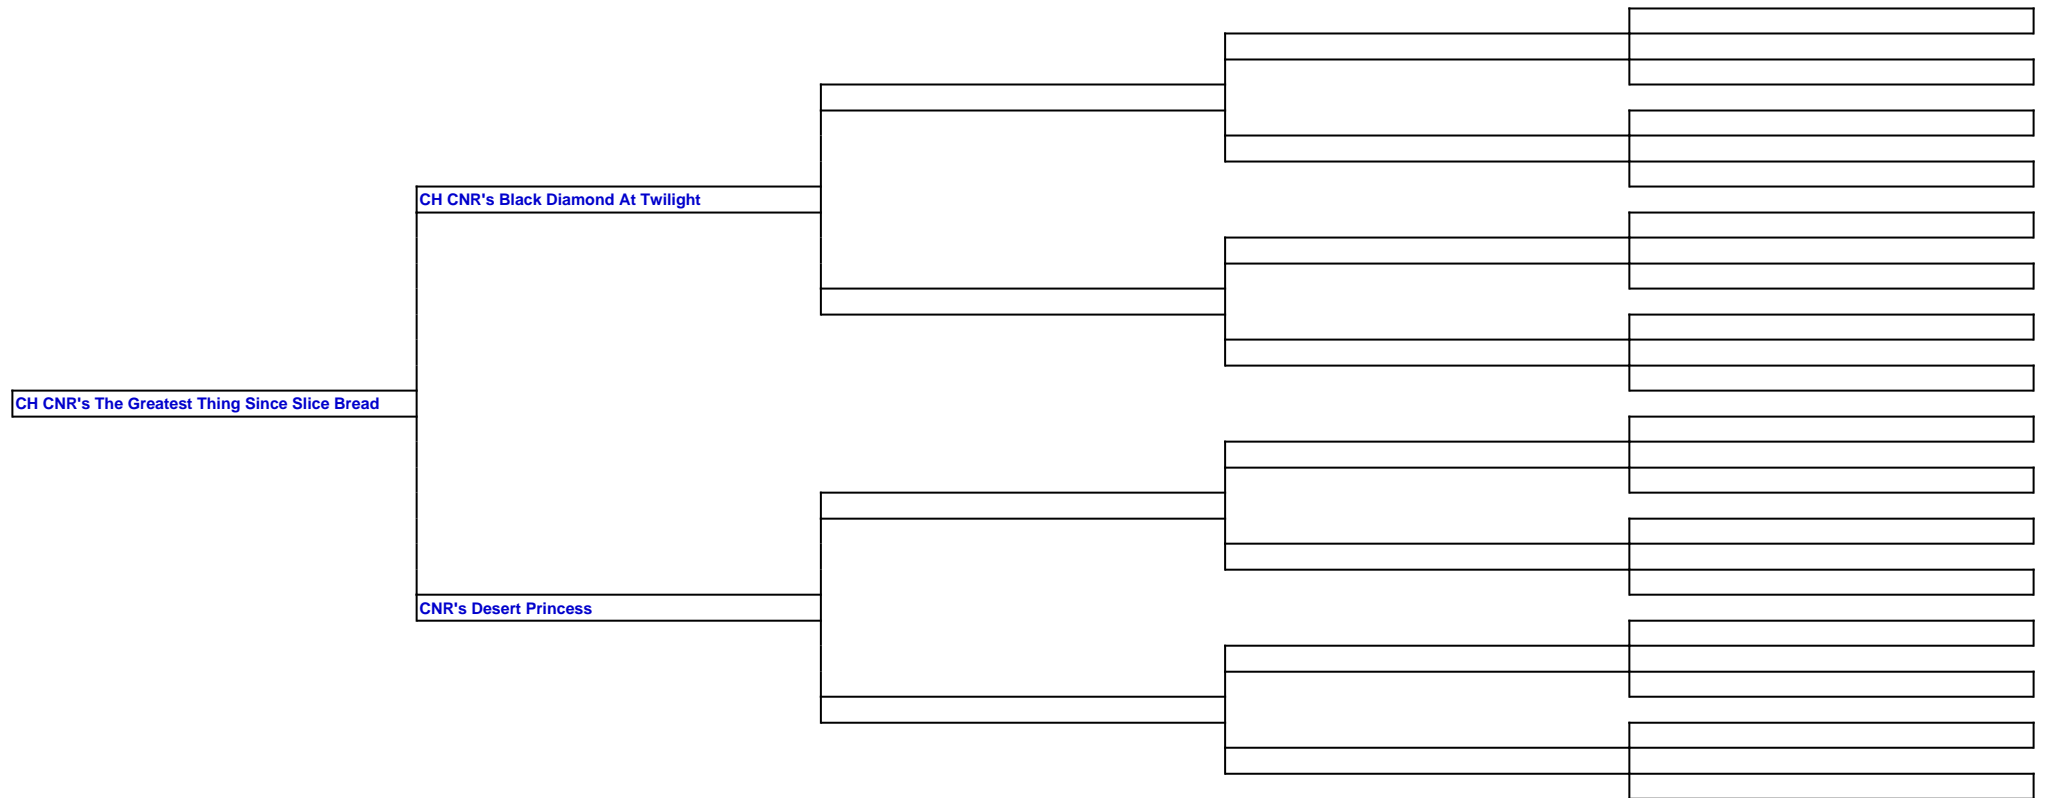 CH CNR's Black Diamond At Twilight
CH CNR's The Greatest Thing Since Slice Bread
CNR's Desert Princess